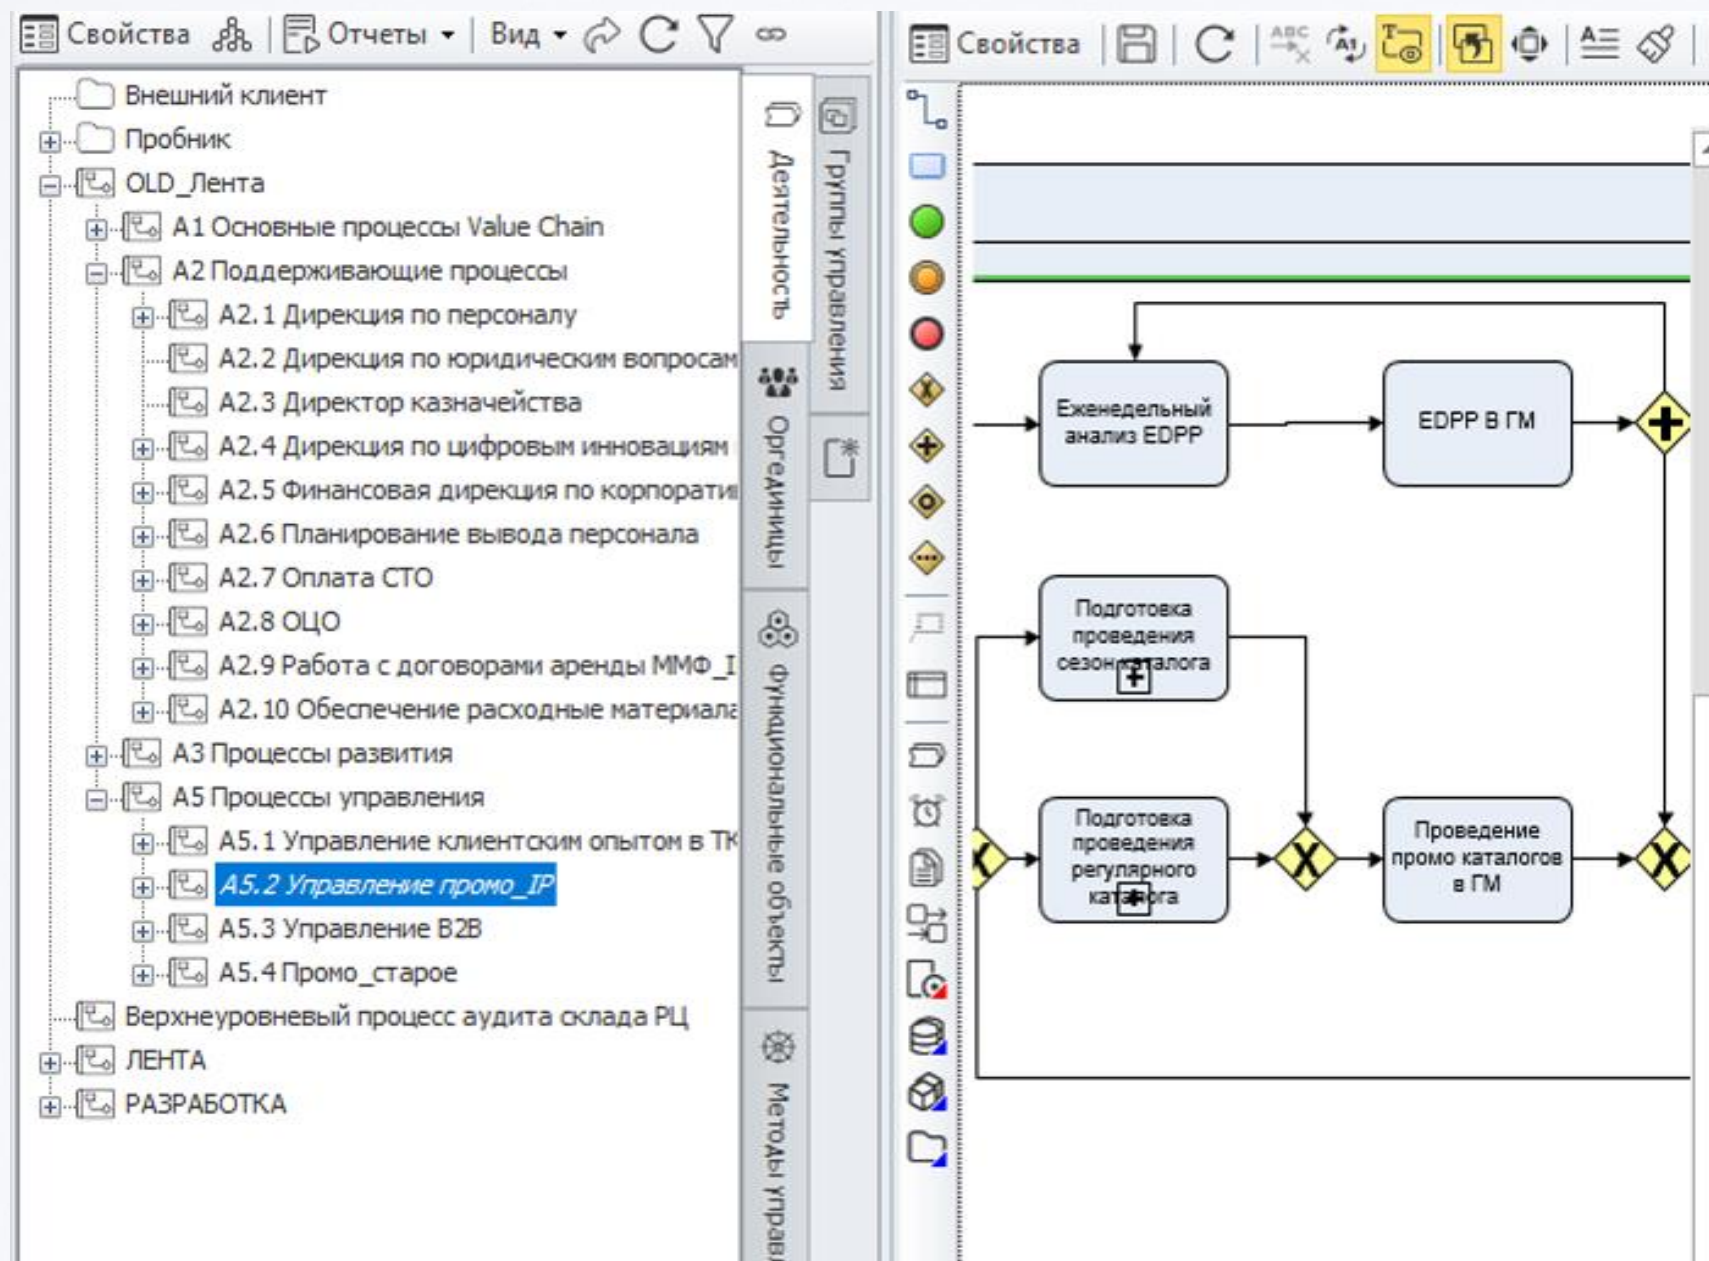 Свойства
Отчеты
Вид
Внешний клиент
Пробник
OLD_Лента
A1 Основные процессы Value Chain
A2 Поддерживающие процессы
A2.1 Дирекция по персоналу
A2.2 Дирекция по юридическим вопросам
A2.3 Директор казначейства
A2.4 Дирекция по цифровым инновациям
A2.5 Финансовая дирекция по корпорати
A2.6 Планирование вывода персонала
A2.7 Оплата СТО
A2.8 ОЦО
A2.9 Работа с договорами аренды ММФ_I
A2.10 Обеспечение расходные материала
A3 Процессы развития
A5 Процессы управления
A5.1 Управление клиентским опытом в ТК
A5.2 Управление промо_IP
A5.3 Управление B2B
A5.4 Промо_старое
Верхнеуровневый процесс аудита склада РЦ
ЛЕНТА
РАЗРАБОТКА
Деятельность
Оргединицы
Функциональные объекты
Методы управл
Группы управления
Свойства
ABC
A1
T
A
Еженедельный
анализ EDPP
EDPP В ГМ
Подготовка
проведения
сезон каталога
Подготовка
проведения
регулярного
каталога
Проведение
промо каталогов
в ГМ